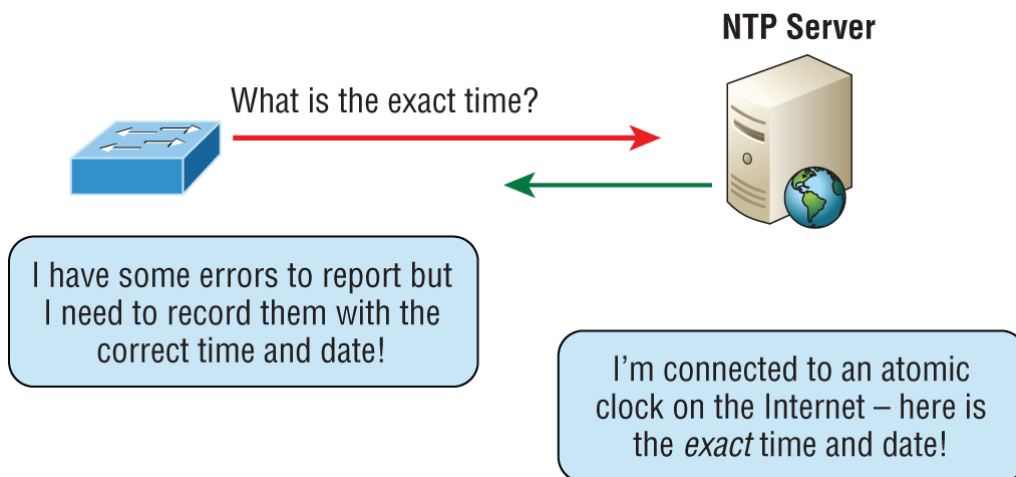 NTP Server
What is the exact time?
I have some errors to report but
I need to record them with the
correct time and date!
I’m connected to an atomic
clock on the Internet – here is
the exact time and date!